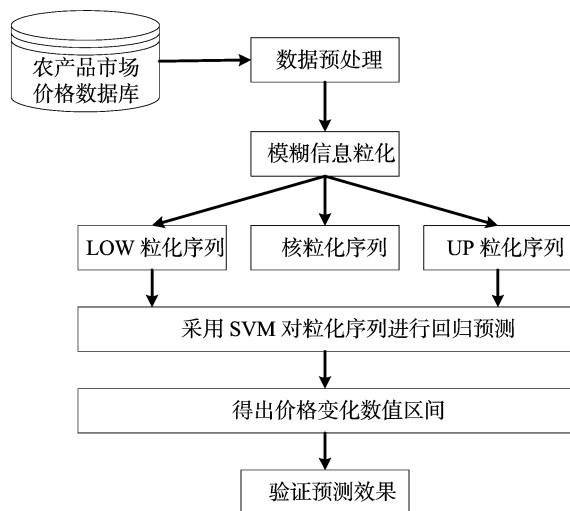 农产品市场
价格数据库
数据预处理
模糊信息粒化
LOW 粒化序列
核粒化序列
UP 粒化序列
采用 SVM 对粒化序列进行回归预测
得出价格变化数值区间
验证预测效果